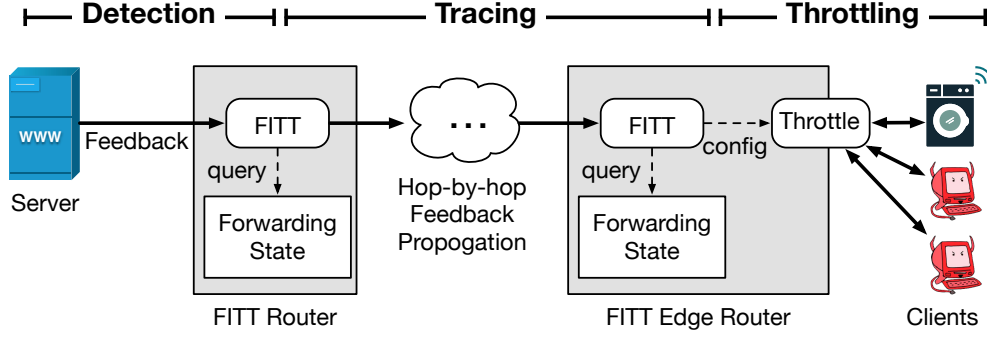 Detection
Tracing
Throttling
WWW
Server
Feedback
FITT
query
Forwarding
State
FITT Router
...
Hop-by-hop
Feedback
Propogation
FITT
config
query
Forwarding
State
FITT Edge Router
Throttle
Clients